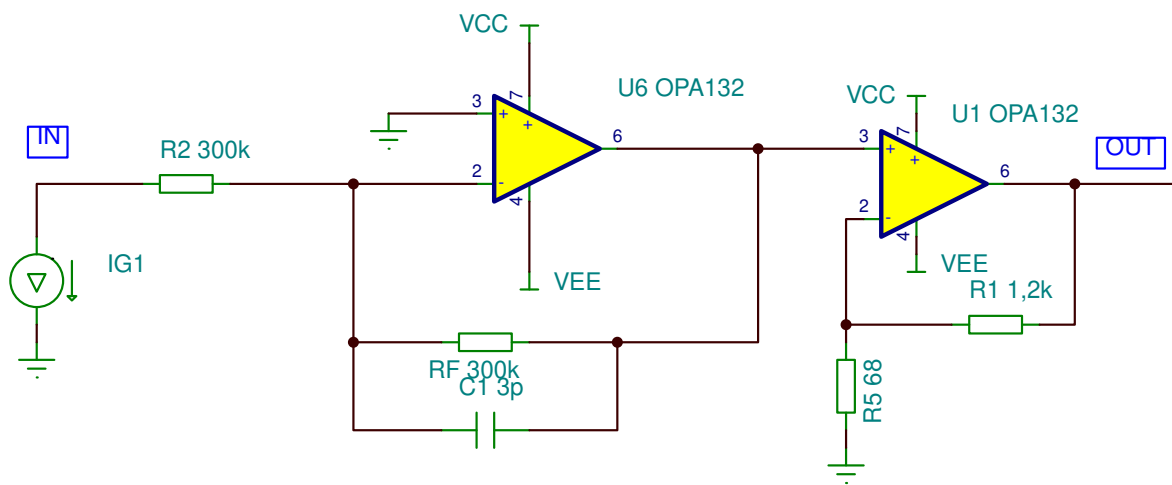 VCC
U6 OPA132
3
7
+
+
6
2
-
4
VEE
IN
R2 300k
IG1
RF 300k
C1 3p
VCC
U1 OPA132
3
7
+
+
6
2
-
4
VEE
OUT
R1 1,2k
R5 68